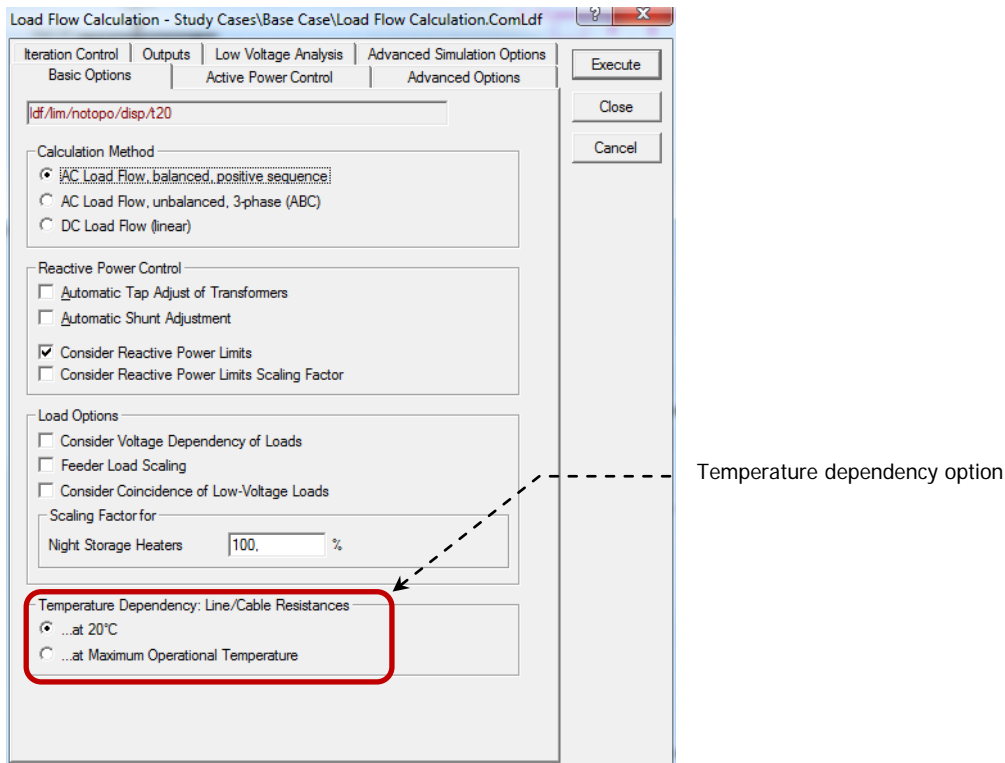 Load Flow Calculation - Study Cases\Base Case\Load Flow Calculation.ComLdf
?
X
Iteration Control
Outputs
Low Voltage Analysis
Advanced Simulation Options
Basic Options
Active Power Control
Advanced Options
Execute
Close
Cancel
ldf/lim/notopo/disp/t20
Calculation Method
AC Load Flow, balanced, positive sequence
AC Load Flow, unbalanced, 3-phase (ABC)
DC Load Flow (linear)
Reactive Power Control
Automatic Tap Adjust of Transformers
Automatic Shunt Adjustment
Consider Reactive Power Limits
Consider Reactive Power Limits Scaling Factor
Load Options
Consider Voltage Dependency of Loads
Feeder Load Scaling
Consider Coincidence of Low-Voltage Loads
Scaling Factor for
Night Storage Heaters 100, %
Temperature dependency option
Temperature Dependency: Line/Cable Resistances
...at 20°C
...at Maximum Operational Temperature